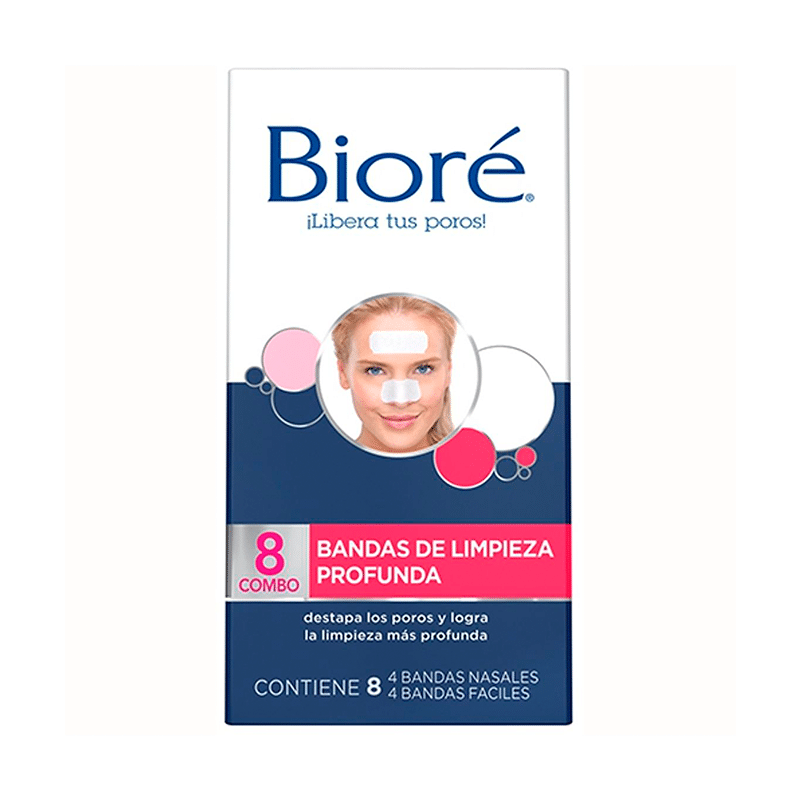 Bioré®
¡Libera tus poros!
8
COMBO
BANDAS DE LIMPIEZA
PROFUNDA
destapa los poros y logra
la limpieza más profunda
CONTIENE 8
4 BANDAS NASALES
4 BANDAS FACILES